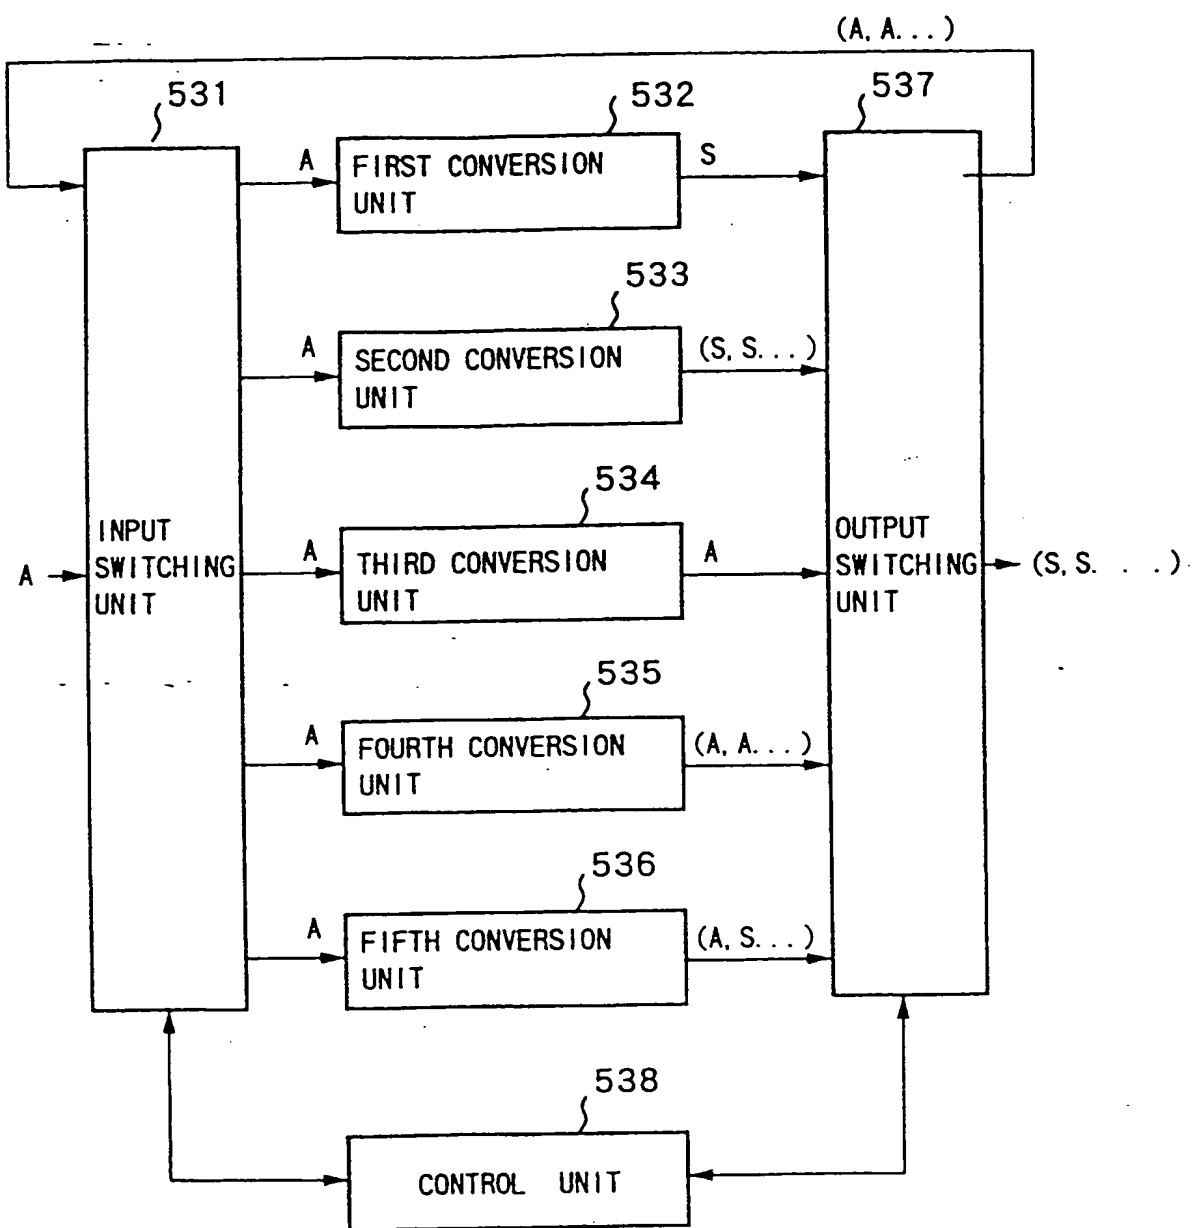 (A, A...)
531
532
537
A
FIRST CONVERSION
UNIT
S
533
A
SECOND CONVERSION
UNIT
(S, S...)
534
A
INPUT
SWITCHING
UNIT
A
THIRD CONVERSION
UNIT
A
OUTPUT
SWITCHING
UNIT
(S, S. . .)
535
A
FOURTH CONVERSION
UNIT
(A, A...)
536
A
FIFTH CONVERSION
UNIT
(A, S...)
538
CONTROL UNIT